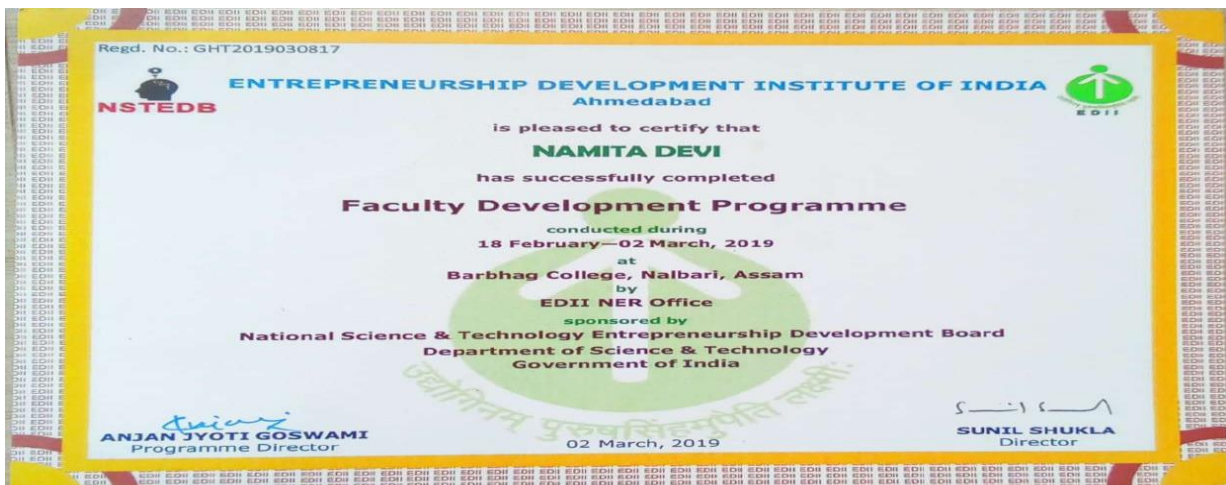 Regd. No.: GHT2019030817
NSTEDB
ENTREPRENEURSHIP DEVELOPMENT INSTITUTE OF INDIA
Ahmedabad
EDII
is pleased to certify that
NAMITA DEVI
has successfully completed
Faculty Development Programme
conducted during
18 February—02 March, 2019
at
Barbhag College, Nalbari, Assam
by
EDII NER Office
sponsored by
National Science & Technology Entrepreneurship Development Board
Department of Science & Technology
Government of India
उद्योगिनम् पुरुषसिंहमुपैति लक्ष्मीः
ANJAN JYOTI GOSWAMI
Programme Director
02 March, 2019
SUNIL SHUKLA
Director